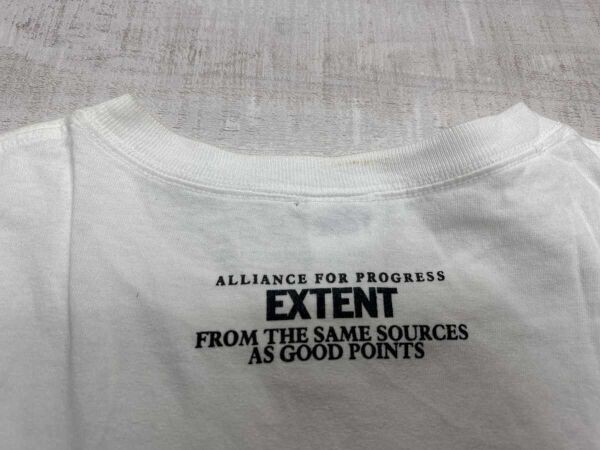 ALLIANCE FOR PROGRESS
EXTENT
FROM THE SAME SOURCES
AS GOOD POINTS